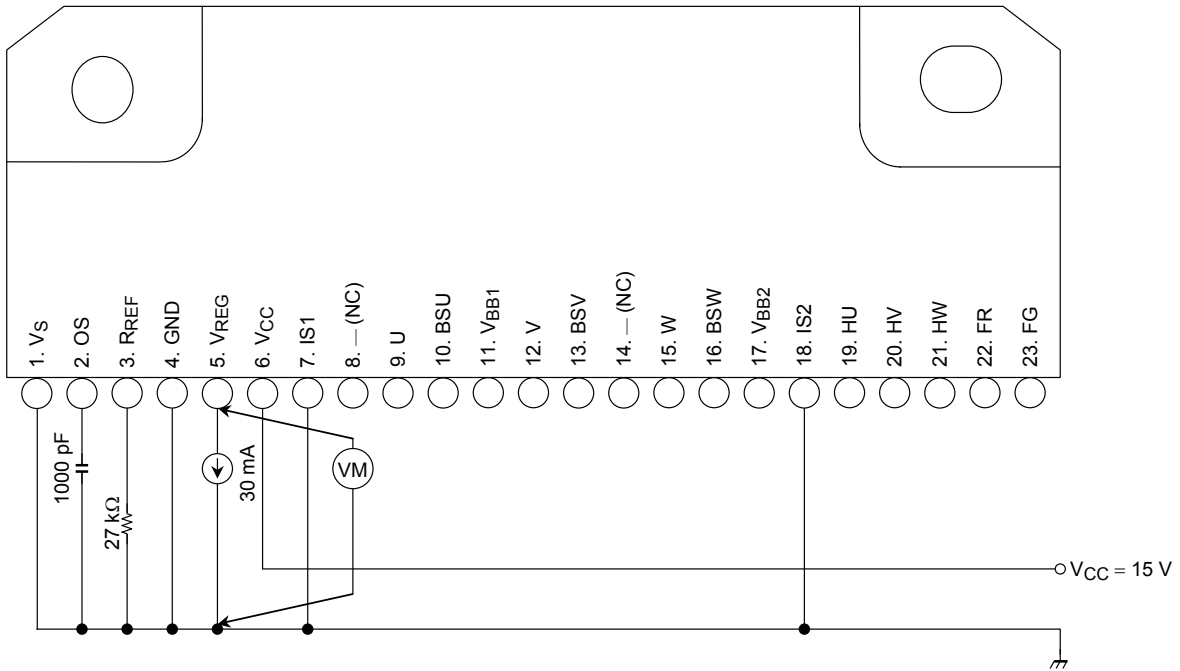 1. VS
2. OS
3. RREF
4. GND
5. VREG
6. VCC
7. IS1
8. — (NC)
9. U
10. BSU
11. VBB1
12. V
13. BSV
14. — (NC)
15. W
16. BSW
17. VBB2
18. IS2
19. HU
20. HV
21. HW
22. FR
23. FG
1000 pF
27 kΩ
30 mA
VM
VCC = 15 V